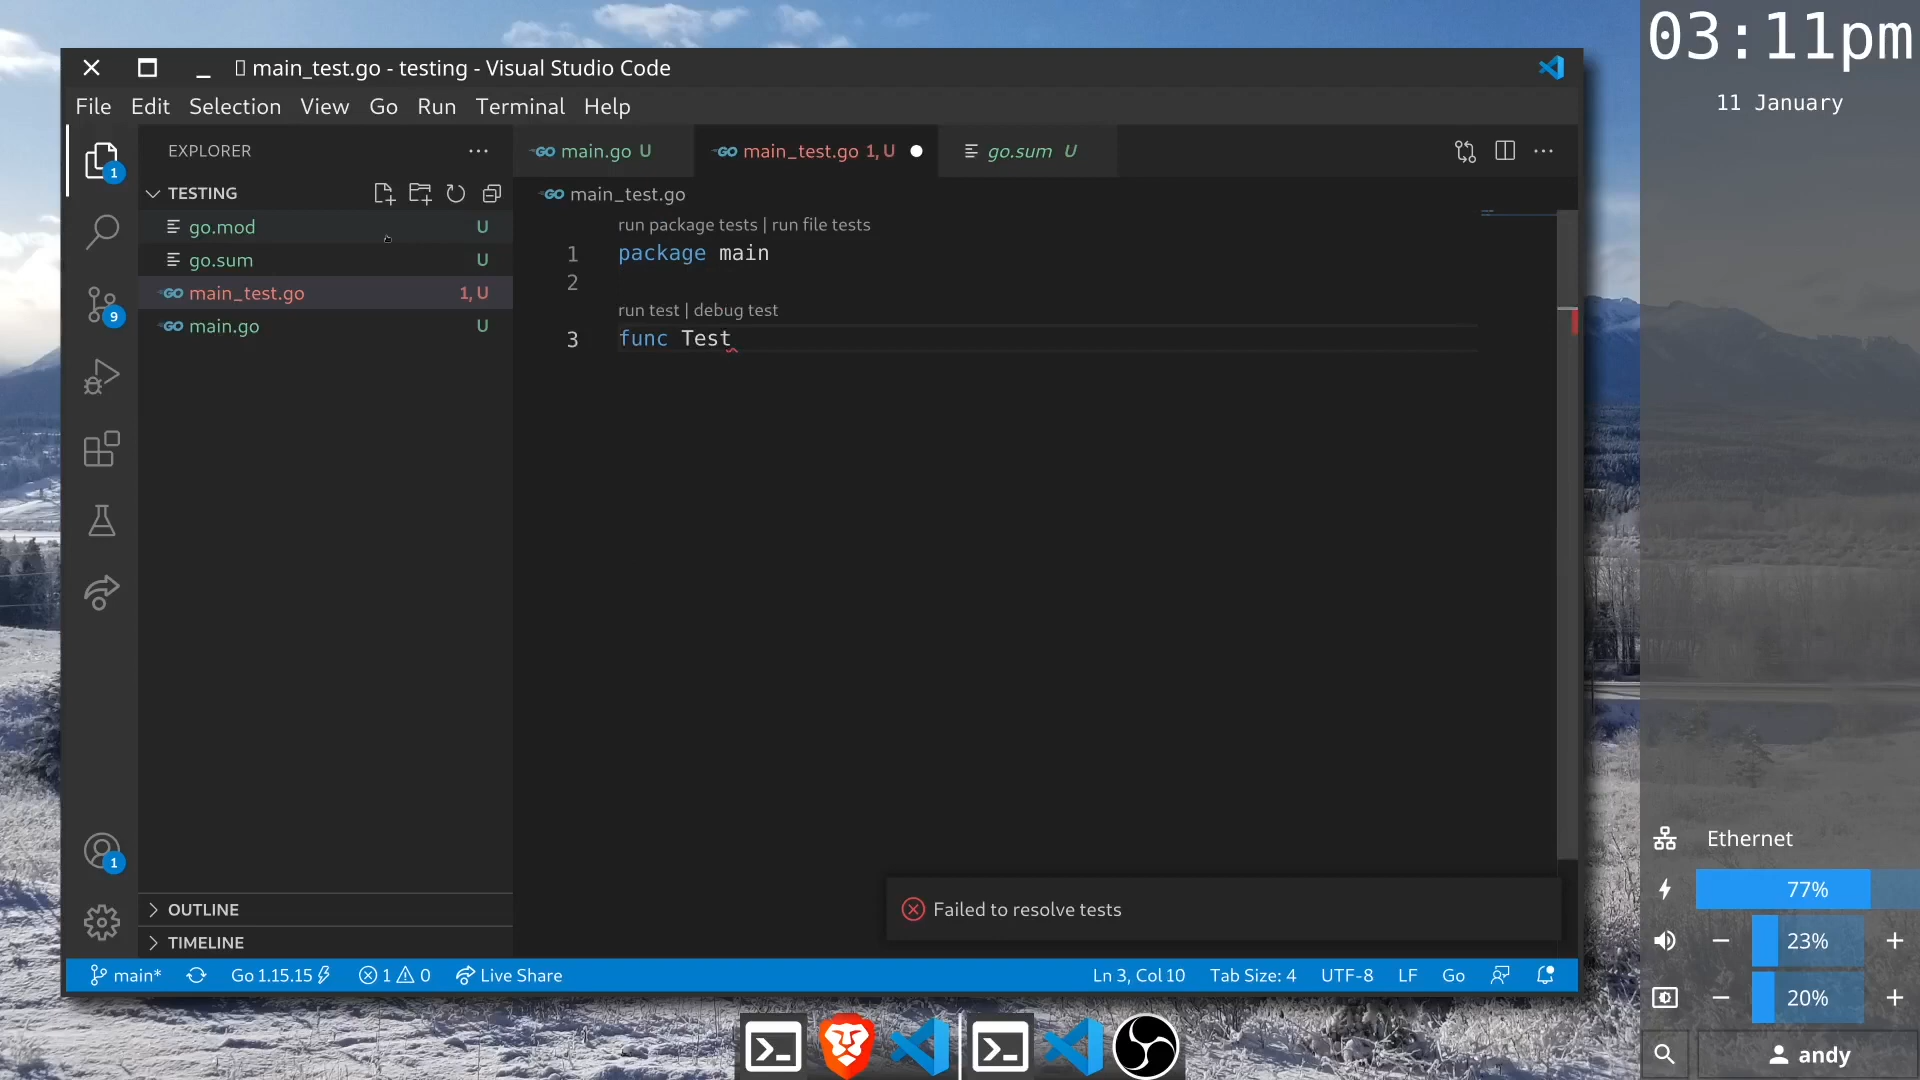 03:11pm
11 January
main_test.go - testing - Visual Studio Code
File Edit Selection View Go Run Terminal Help
EXPLORER
main.go U
main_test.go 1, U
go.sum U
TESTING
main_test.go
go.mod U
go.sum U
main_test.go 1, U
main.go U
run package tests | run file tests
1 package main
2
run test | debug test
3 func Test
1
9
1
OUTLINE
TIMELINE
Failed to resolve tests
main* Go 1.15.15 1 0 Live Share Ln 3, Col 10 Tab Size: 4 UTF-8 LF Go
Ethernet
77%
− 23% +
− 20% +
andy